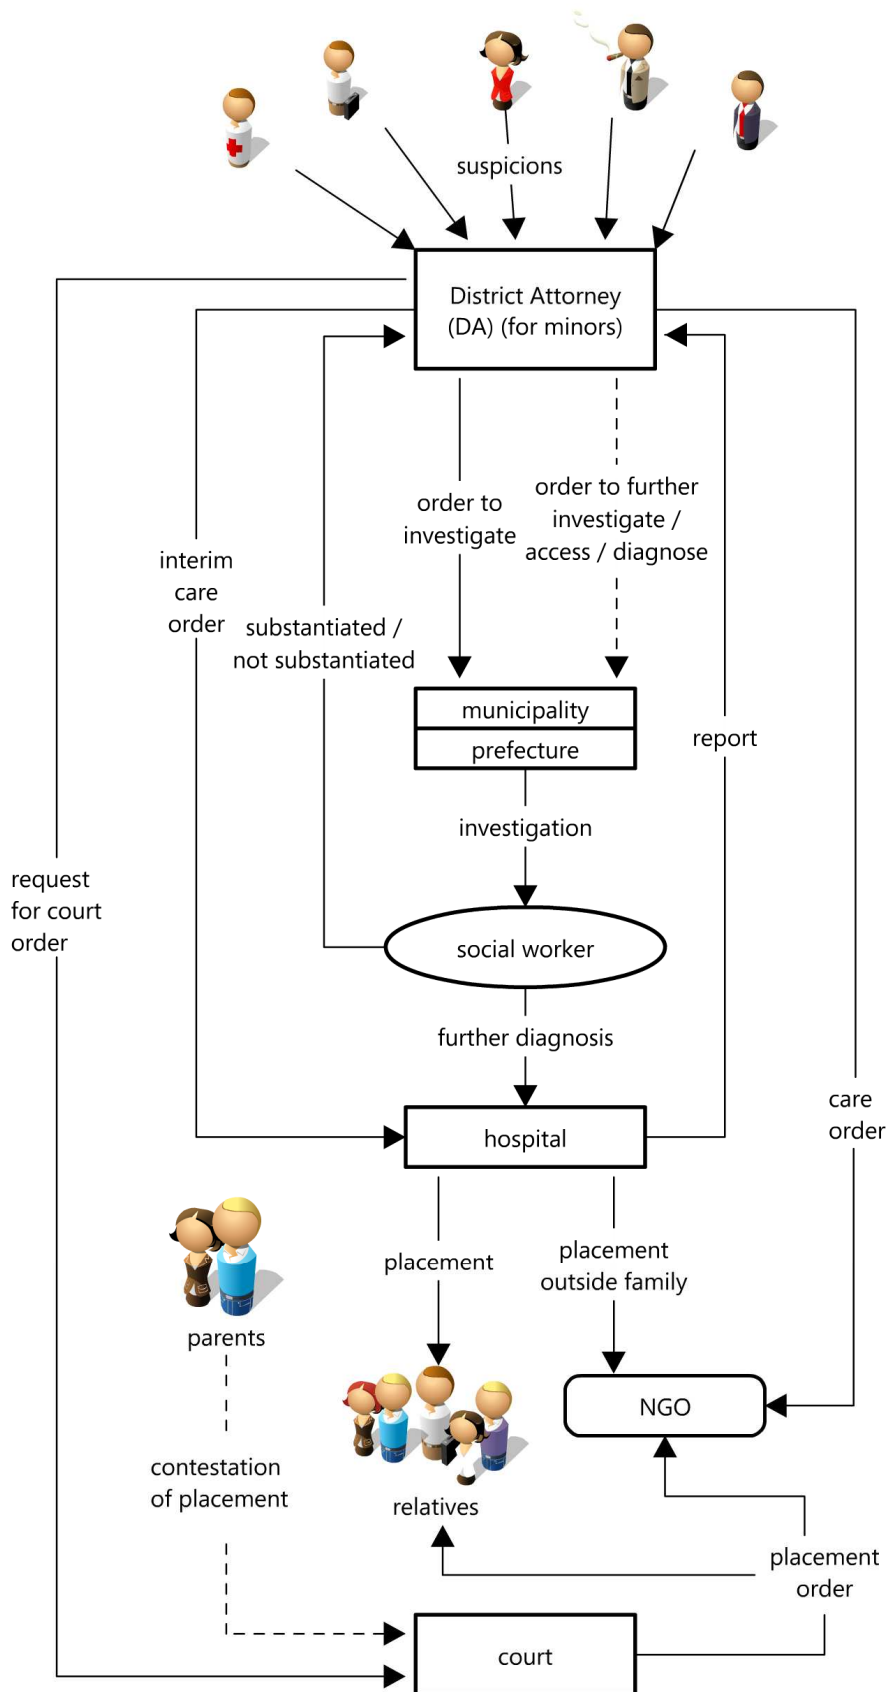 suspicions
District Attorney
(DA) (for minors)
order to
investigate
order to further
investigate /
access / diagnose
interim
care
order
substantiated /
not substantiated
municipality
prefecture
report
investigation
request
for court
order
social worker
further diagnosis
care
order
hospital
placement
placement
outside family
parents
NGO
contestation
of placement
relatives
placement
order
court